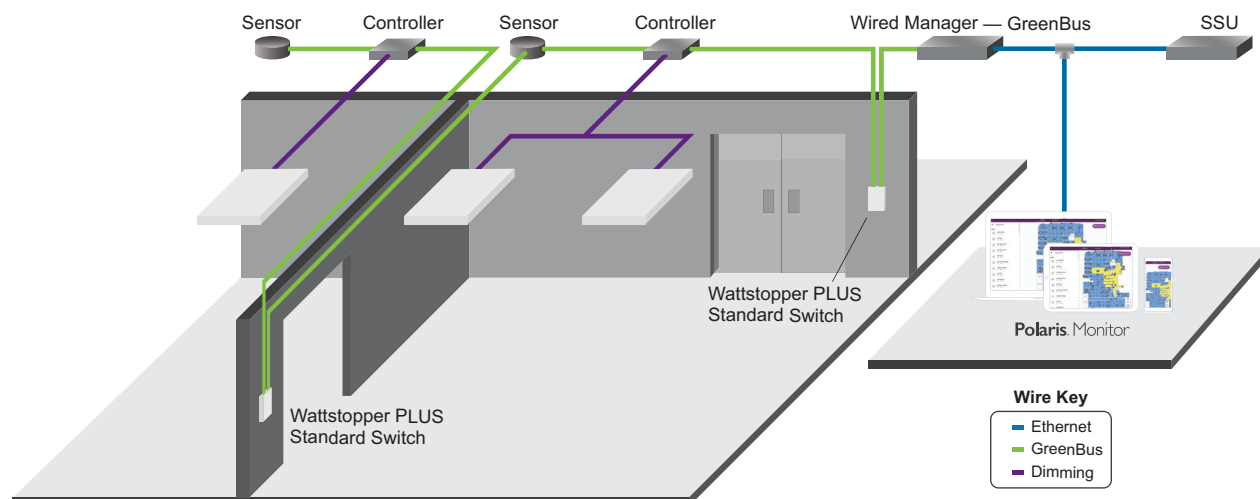 Sensor
Controller
Sensor
Controller
Wired Manager — GreenBus
SSU
Wattstopper PLUS
Standard Switch
Polaris. Monitor
Wattstopper PLUS
Standard Switch
Wire Key
Ethernet
GreenBus
Dimming